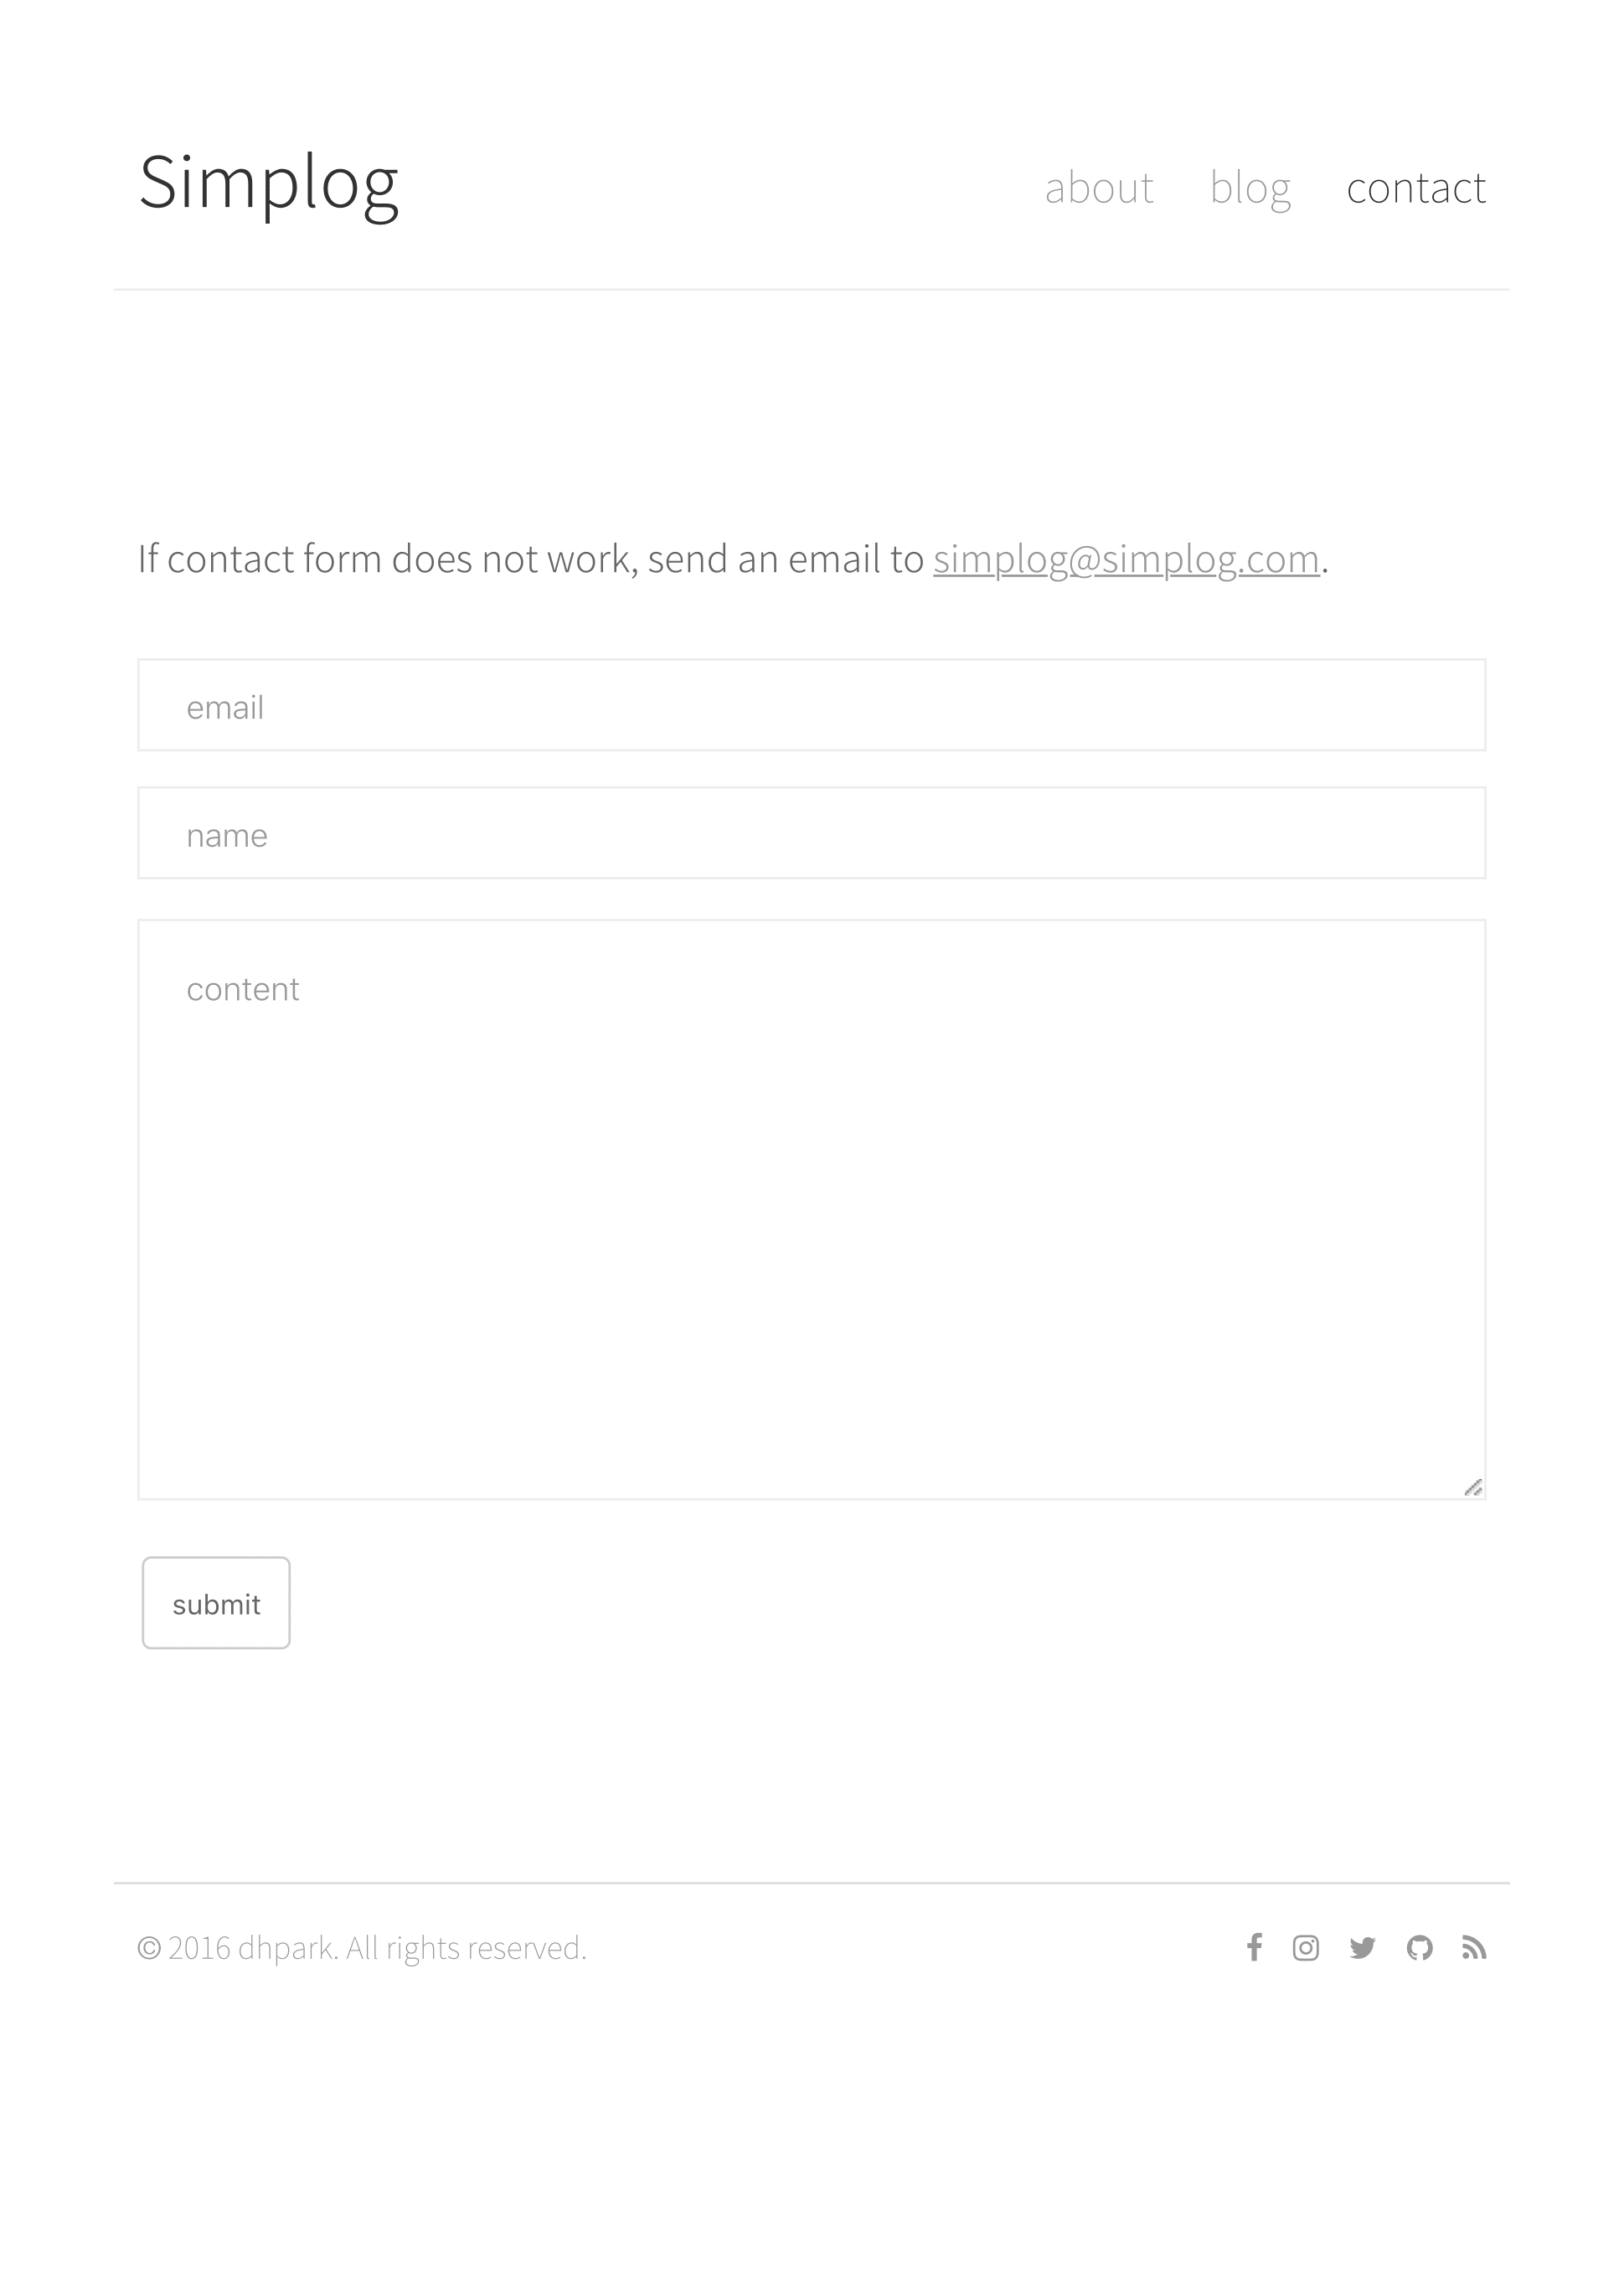 Simplog
about blog contact
If contact form does not work, send an email to simplog@simplog.com.
email
name
content
submit
© 2016 dhpark. All rights reserved.